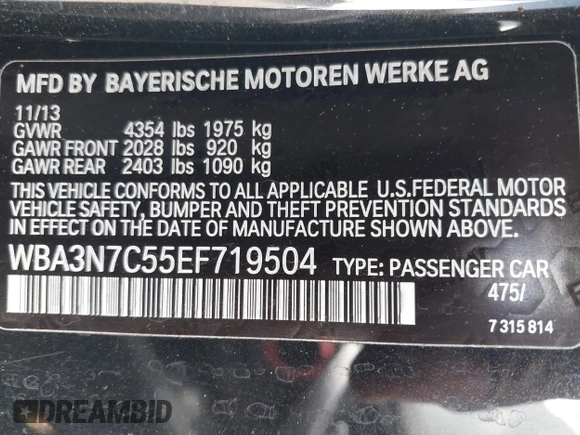 MFD BY BAYERISCHE MOTOREN WERKE AG
11/13
GVWR 4354 lbs 1975 kg
GAWR FRONT 2028 lbs 920 kg
GAWR REAR 2403 lbs 1090 kg
THIS VEHICLE CONFORMS TO ALL APPLICABLE U.S.FEDERAL MOTOR
VEHICLE SAFETY, BUMPER AND THEFT PREVENTION STANDARDS
IN EFFECT ON THE DATE OF MANUFACTURE SHOWN ABOVE.
WBA3N7C55EF719504 TYPE: PASSENGER CAR
475/
7 315 814
DREAMBID